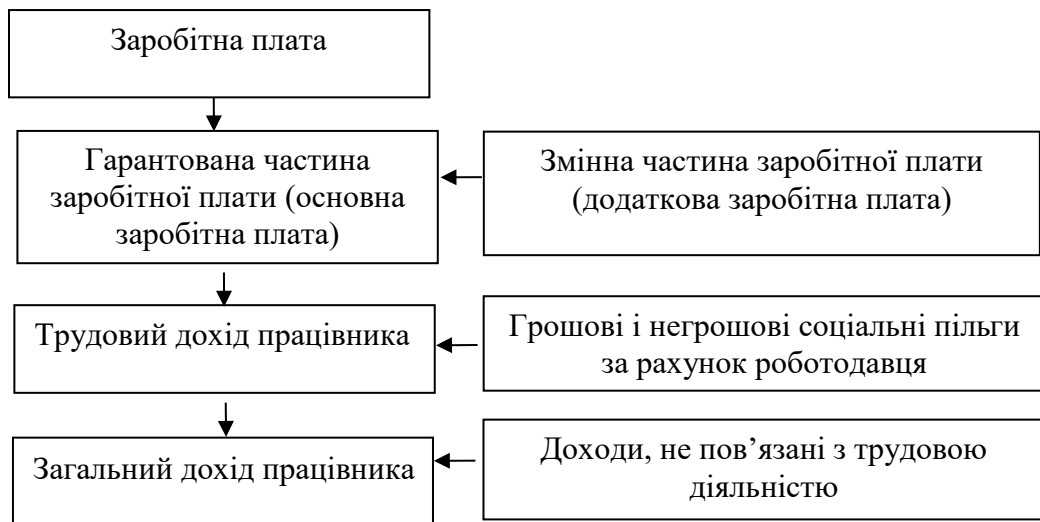 Заробітна плата
Гарантована частина
заробітної плати (основна
заробітна плата)
Змінна частина заробітної плати
(додаткова заробітна плата)
Трудовий дохід працівника
Грошові і негрошові соціальні пільги
за рахунок роботодавця
Загальний дохід працівника
Доходи, не пов’язані з трудовою
діяльністю